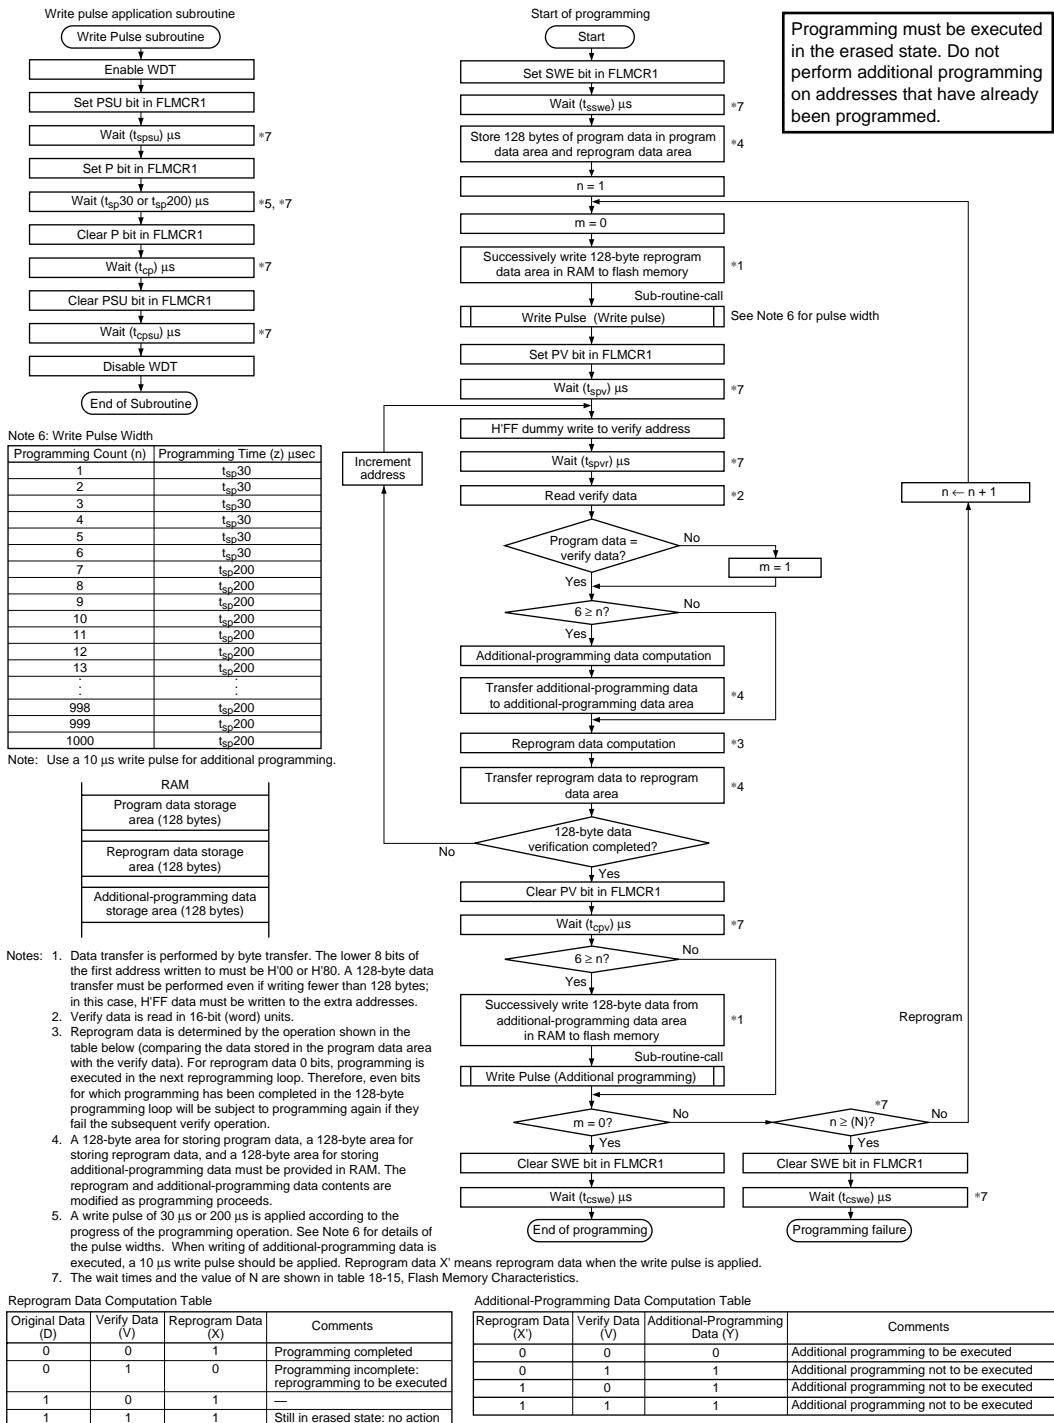 Write pulse application subroutine
Write Pulse subroutine
Enable WDT
Set PSU bit in FLMCR1
Wait (tspsu) μs *7
Set P bit in FLMCR1
Wait (tsp30 or tsp200) μs *5, *7
Clear P bit in FLMCR1
Wait (tcp) μs *7
Clear PSU bit in FLMCR1
Wait (tcpsu) μs *7
Disable WDT
End of Subroutine
Note 6: Write Pulse Width
Programming Count (n) Programming Time (z) μsec
1 tsp30
2 tsp30
3 tsp30
4 tsp30
5 tsp30
6 tsp30
7 tsp200
8 tsp200
9 tsp200
10 tsp200
11 tsp200
12 tsp200
13 tsp200
: :
998 tsp200
999 tsp200
1000 tsp200
Note: Use a 10 μs write pulse for additional programming.
RAM
Program data storage
area (128 bytes)
Reprogram data storage
area (128 bytes)
Additional-programming data
storage area (128 bytes)
Start of programming
Start
Set SWE bit in FLMCR1
Wait (tsswe) μs *7
Store 128 bytes of program data in program
data area and reprogram data area *4
n = 1
m = 0
Successively write 128-byte reprogram
data area in RAM to flash memory *1
Sub-routine-call
Write Pulse (Write pulse) See Note 6 for pulse width
Set PV bit in FLMCR1
Wait (tspv) μs *7
H'FF dummy write to verify address
Wait (tspvr) μs *7
Read verify data *2
Increment
address
Program data =
verify data?
No
m = 1
Yes
6 ≥ n?
No
Yes
Additional-programming data computation
Transfer additional-programming data
to additional-programming data area *4
Reprogram data computation *3
Transfer reprogram data to reprogram
data area *4
128-byte data
verification completed?
No
Yes
Clear PV bit in FLMCR1
Wait (tcpv) μs *7
6 ≥ n?
No
Yes
Successively write 128-byte data from
additional-programming data area
in RAM to flash memory *1
Sub-routine-call
Write Pulse (Additional programming)
m = 0?
No
Yes
Clear SWE bit in FLMCR1
Wait (tcswe) μs
End of programming
*7
n ≥ (N)?
No
Yes
Clear SWE bit in FLMCR1
Wait (tcswe) μs *7
Programming failure
Reprogram
n ← n + 1
Programming must be executed
in the erased state. Do not
perform additional programming
on addresses that have already
been programmed.
Notes: 1. Data transfer is performed by byte transfer. The lower 8 bits of
the first address written to must be H'00 or H'80. A 128-byte data
transfer must be performed even if writing fewer than 128 bytes;
in this case, H'FF data must be written to the extra addresses.
2. Verify data is read in 16-bit (word) units.
3. Reprogram data is determined by the operation shown in the
table below (comparing the data stored in the program data area
with the verify data). For reprogram data 0 bits, programming is
executed in the next reprogramming loop. Therefore, even bits
for which programming has been completed in the 128-byte
programming loop will be subject to programming again if they
fail the subsequent verify operation.
4. A 128-byte area for storing program data, a 128-byte area for
storing reprogram data, and a 128-byte area for storing
additional-programming data must be provided in RAM. The
reprogram and additional-programming data contents are
modified as programming proceeds.
5. A write pulse of 30 μs or 200 μs is applied according to the
progress of the programming operation. See Note 6 for details of
the pulse widths. When writing of additional-programming data is
executed, a 10 μs write pulse should be applied. Reprogram data X' means reprogram data when the write pulse is applied.
7. The wait times and the value of N are shown in table 18-15, Flash Memory Characteristics.
Reprogram Data Computation Table
Original Data (D) Verify Data (V) Reprogram Data (X) Comments
0 0 1 Programming completed
0 1 0 Programming incomplete:
reprogramming to be executed
1 0 1 —
1 1 1 Still in erased state: no action
Additional-Programming Data Computation Table
Reprogram Data (X') Verify Data (V) Additional-Programming Data (Y) Comments
0 0 0 Additional programming to be executed
0 1 1 Additional programming not to be executed
1 0 1 Additional programming not to be executed
1 1 1 Additional programming not to be executed